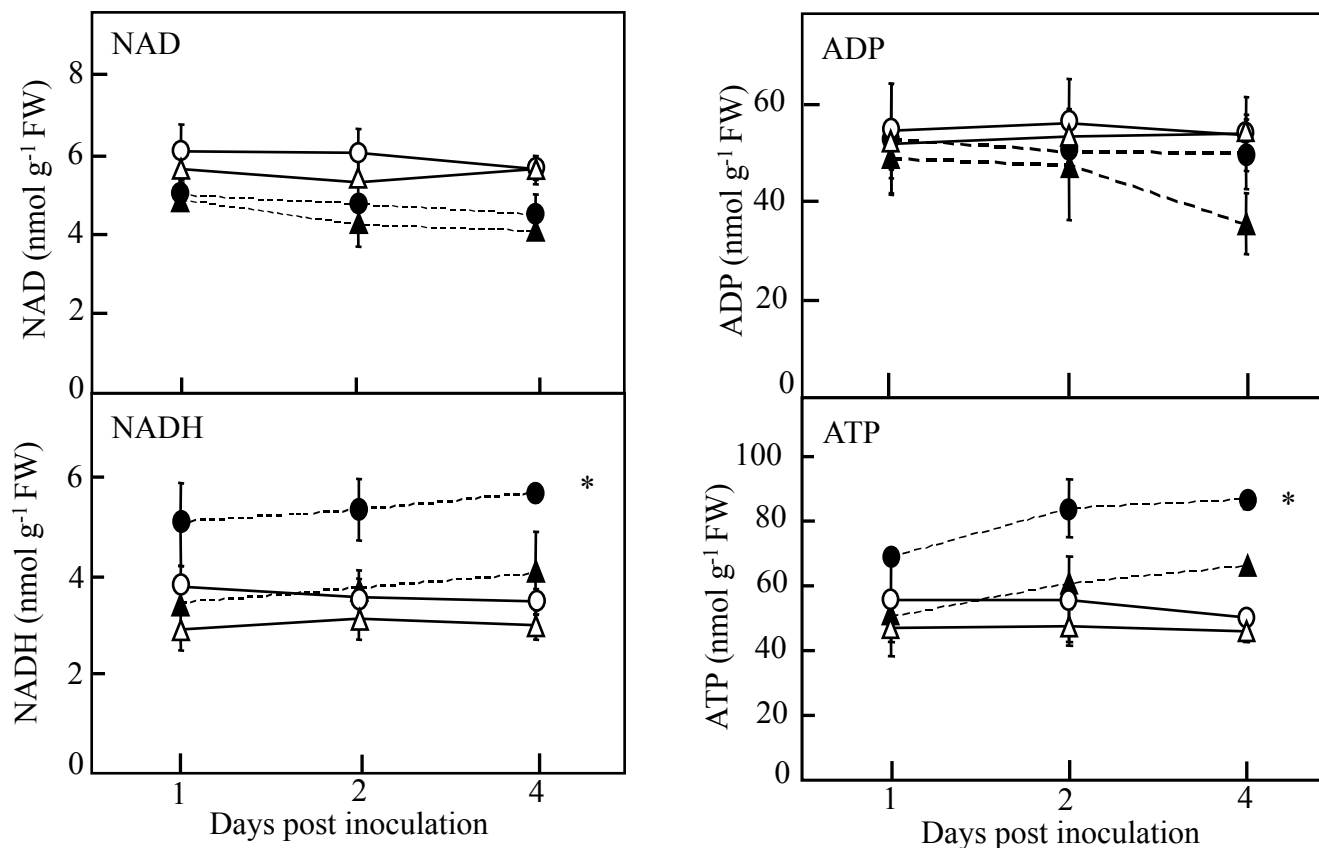 NAD
NAD (nmol g⁻¹ FW)
8
6
4
2
0
ADP
ADP (nmol g⁻¹ FW)
60
40
20
0
NADH
NADH (nmol g⁻¹ FW)
6
4
2
0
*
1 2 4
Days post inoculation
ATP
ATP (nmol g⁻¹ FW)
100
80
60
40
20
0
*
1 2 4
Days post inoculation